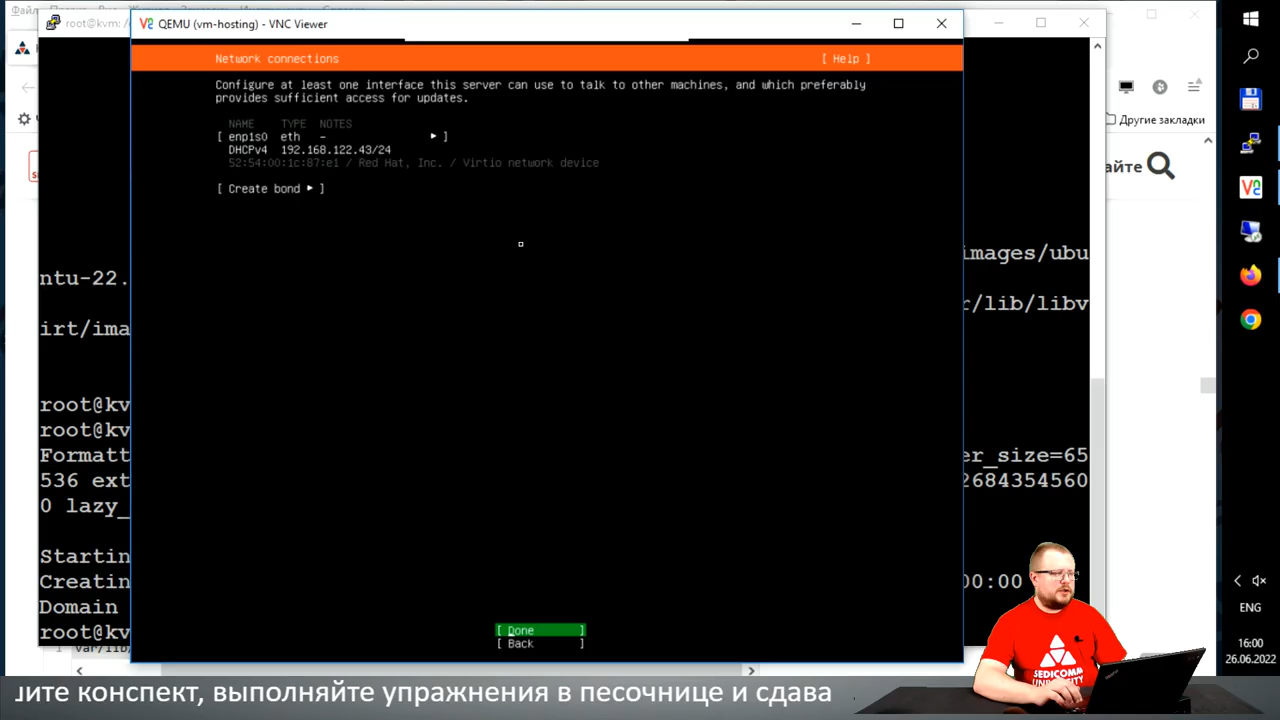 root@kvm: /
QEMU (vm-hosting) - VNC Viewer
Network connections
[ Help ]
Configure at least one interface this server can use to talk to other machines, and which preferably
provides sufficient access for updates.
NAME TYPE NOTES
[ enp1s0 eth - ▸ ]
DHCPv4 192.168.122.43/24
52:54:00:1c:87:e1 / Red Hat, Inc. / Virtio network device
[ Create bond ▸ ]
Другие закладки
айте
images/ubu
ntu-22.
r/lib/libv
irt/ima
root@kv
root@kv
Formatt
er_size=65
536 ext
2684354560
0 lazy_
Startin
Creatin
00:00
Domain
root@kv
var/lib/
[ Done ]
[ Back ]
SEDICOMM
UNIVERSITY
ENG
16:00
26.06.2022
ите конспект, выполняйте упражнения в песочнице и сдава